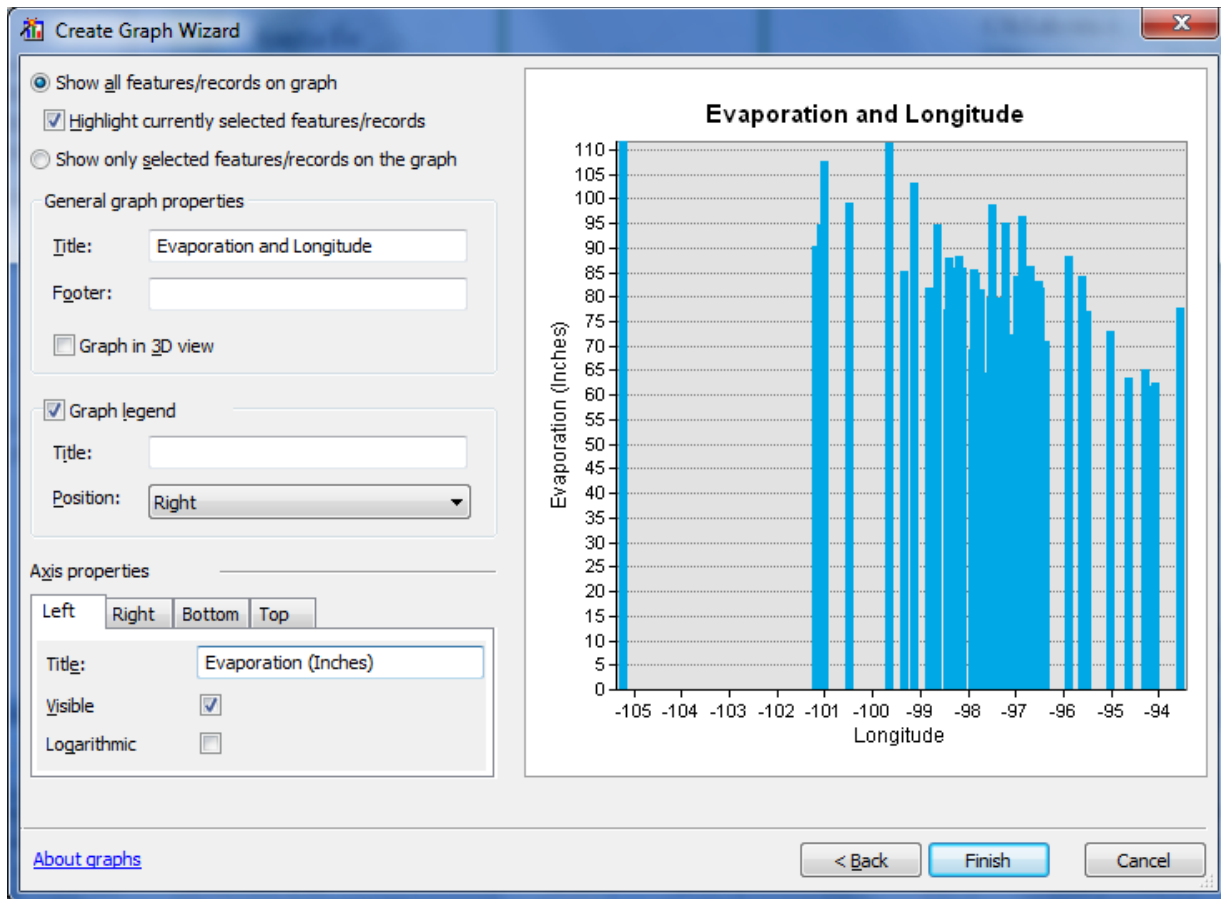 Create Graph Wizard
Show all features/records on graph
Highlight currently selected features/records
Show only selected features/records on the graph
General graph properties
Title: Evaporation and Longitude
Footer:
Graph in 3D view
Graph legend
Title:
Position: Right
Axis properties
Left Right Bottom Top
Title: Evaporation (Inches)
Visible
Logarithmic
Evaporation and Longitude
Evaporation (Inches)
110
105
100
95
90
85
80
75
70
65
60
55
50
45
40
35
30
25
20
15
10
5
0
-105 -104 -103 -102 -101 -100 -99 -98 -97 -96 -95 -94
Longitude
About graphs
< Back Finish Cancel